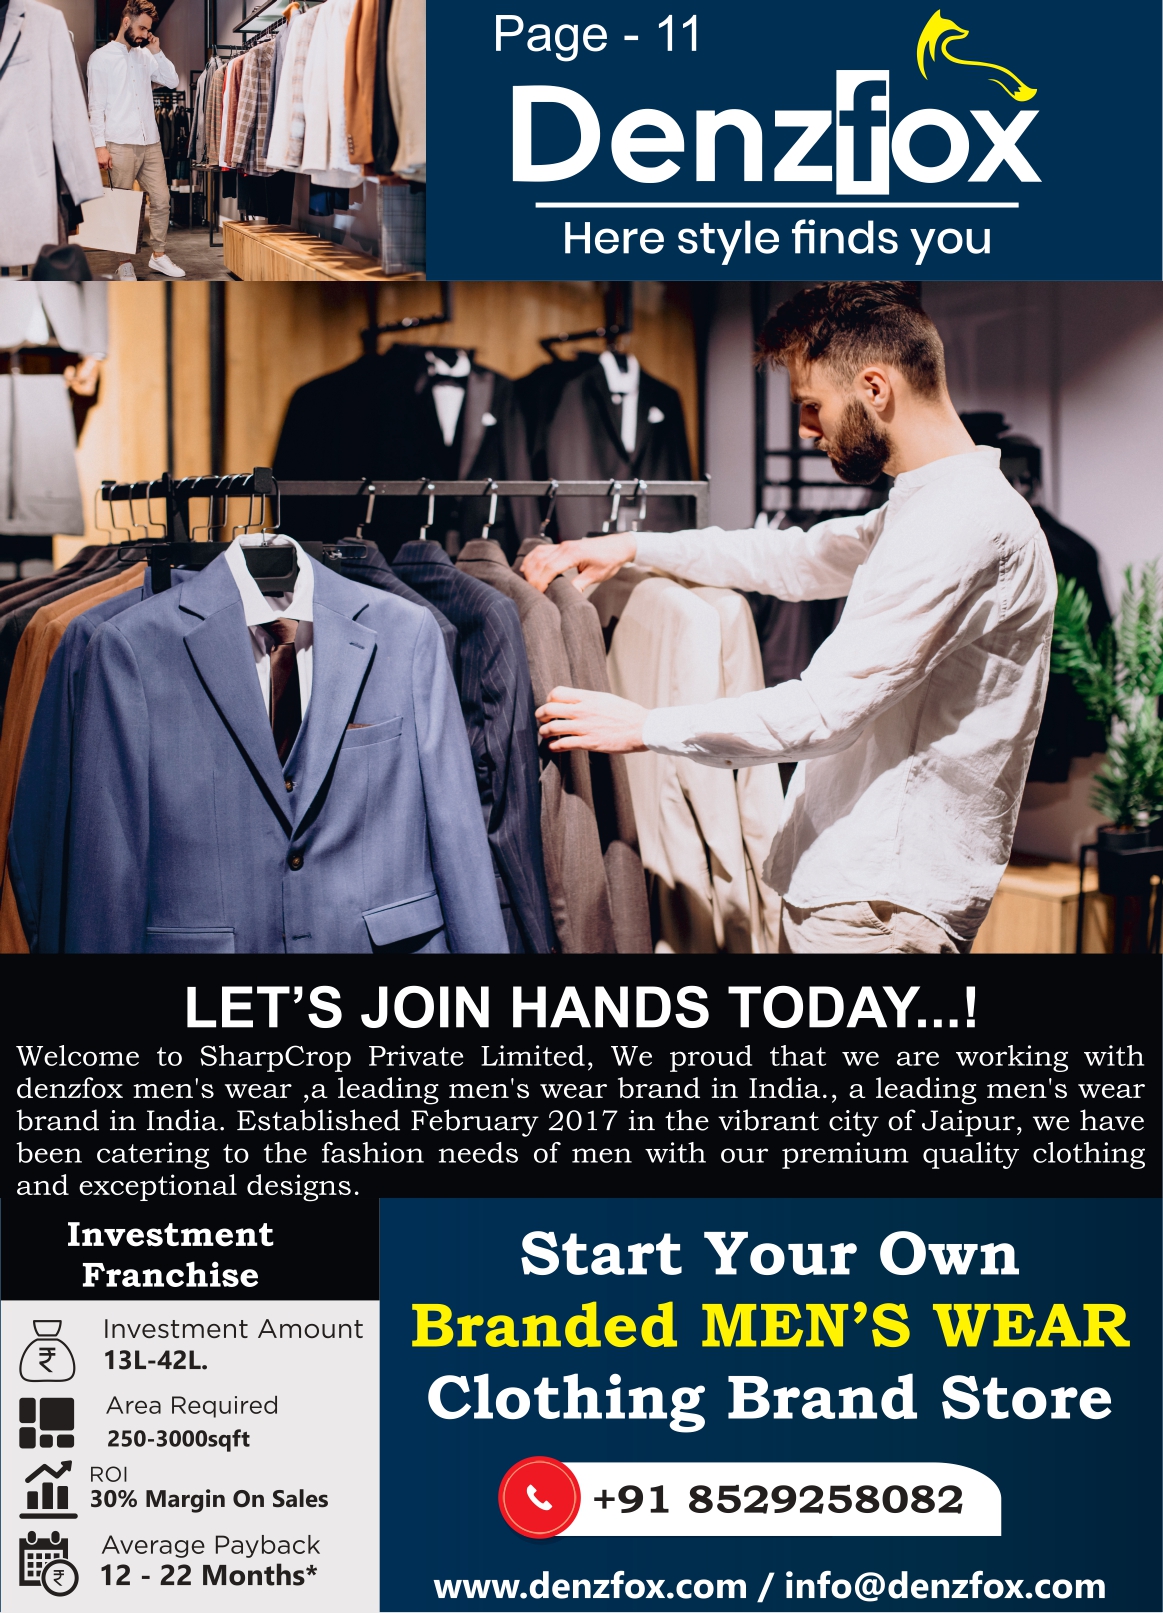 Page - 11
Denzfox
Here style finds you
LET'S JOIN HANDS TODAY...!
Welcome to SharpCrop Private Limited, We proud that we are working with
denzfox men's wear ,a leading men's wear brand in India., a leading men's wear
brand in India. Established February 2017 in the vibrant city of Jaipur, we have
been catering to the fashion needs of men with our premium quality clothing
and exceptional designs.
Investment
Franchise
Investment Amount
13L-42L.
Area Required
250-3000sqft
ROI
30% Margin On Sales
Average Payback
12 - 22 Months*
Start Your Own
Branded MEN'S WEAR
Clothing Brand Store
+91 8529258082
www.denzfox.com / info@denzfox.com